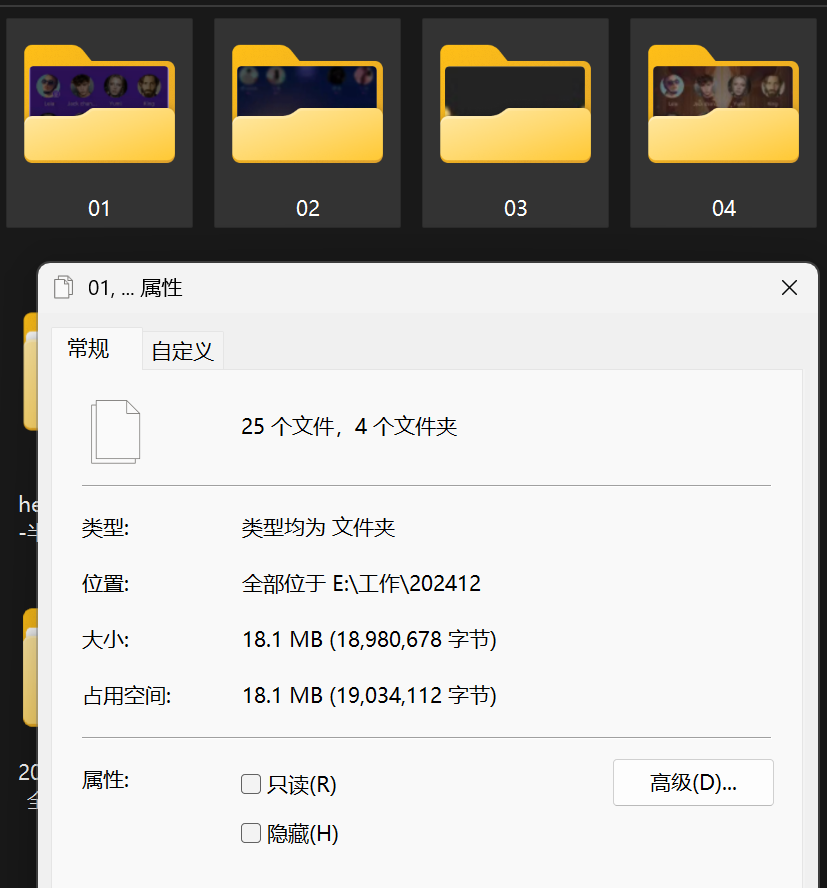 01
02
03
04
01, ... 属性
常规
自定义
25 个文件，4 个文件夹
类型:
类型均为 文件夹
位置:
全部位于 E:\工作\202412
大小:
18.1 MB (18,980,678 字节)
占用空间:
18.1 MB (19,034,112 字节)
属性:
只读(R)
高级(D)...
隐藏(H)
he
-半
20
全